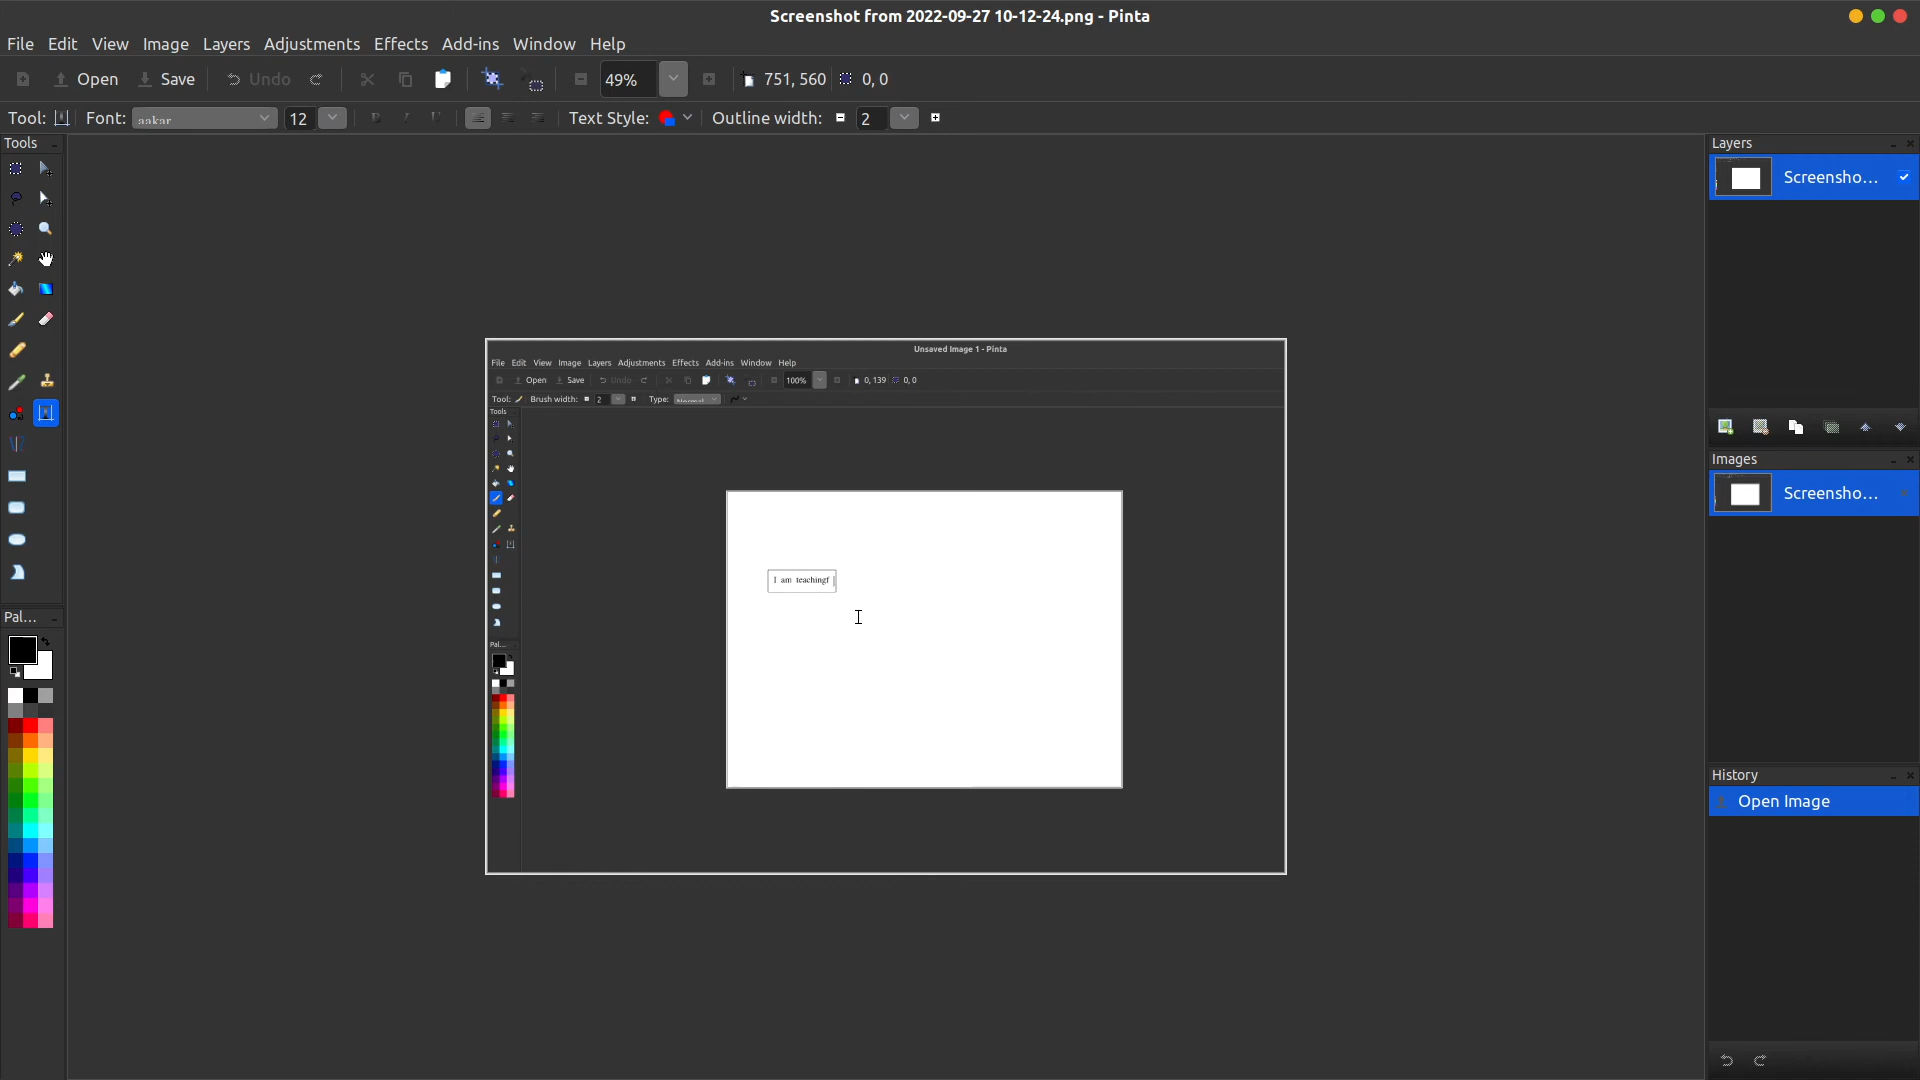 Screenshot from 2022-09-27 10-12-24.png - Pinta
File Edit View Image Layers Adjustments Effects Add-ins Window Help
Open Save Undo 49% 751, 560 0, 0
Tool: Font: aakar 12 Text Style: Outline width: 2
Tools
Layers
Screensho...
Unsaved Image 1 - Pinta
File Edit View Image Layers Adjustments Effects Add-ins Window Help
Open Save Undo 100% 0, 139 0, 0
Tool: Brush width: 2 Type: Normal
Tools
Images
Screensho...
I am teachingf
Pal...
Pal...
History
Open Image